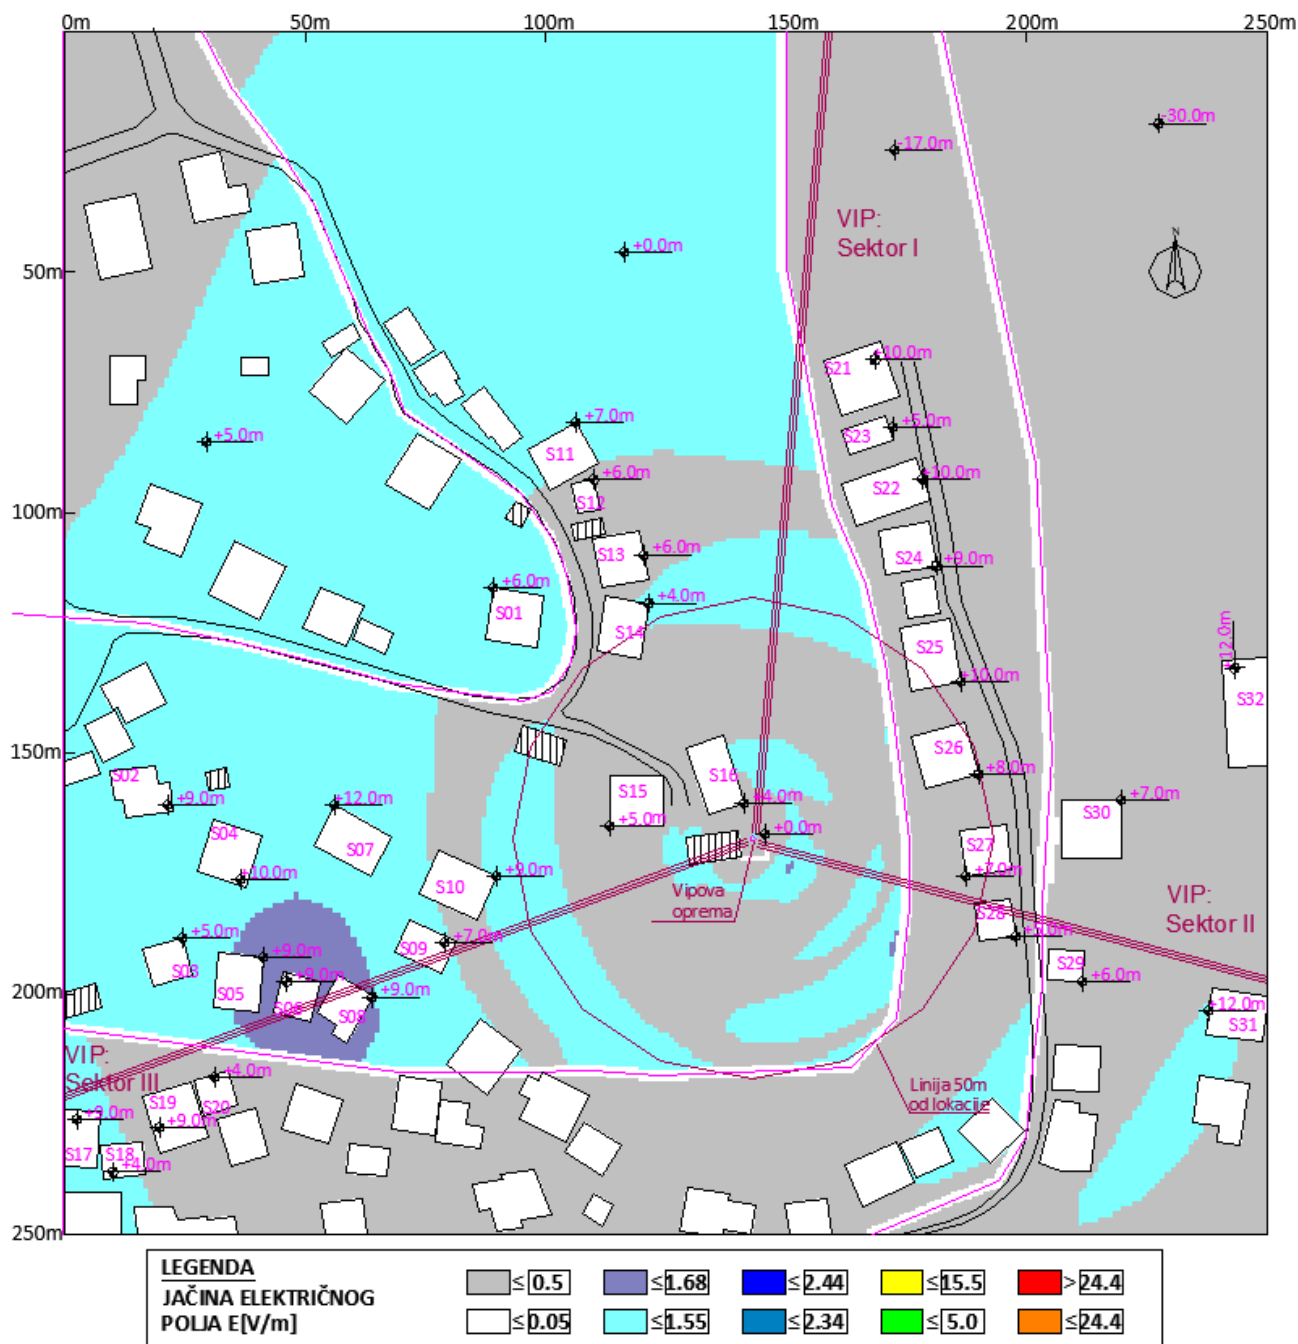 0m 50m 100m 150m 200m 250m
-30.0m
-17.0m
VIP:
Sektor I
N
+0.0m
50m
+10.0m
S21
+7.0m
+5.0m
S23
+5.0m
S11
+6.0m
+10.0m
S22
S12
100m
S13
+6.0m
S24
+9.0m
+6.0m
+4.0m
S01
S14
S25
+12.0m
+10.0m
S32
S26
150m
S16
S02
+8.0m
S15
+9.0m
+12.0m
+4.0m
+7.0m
S30
+5.0m
+0.0m
S04
S07
S27
+10.0m
S10
+9.0m
+7.0m
Vipova
oprema
VIP:
Sektor II
S28
+5.0m
S09
+7.0m
+5.0m
+9.0m
S03
S29
+9.0m
+6.0m
S05
S06
+9.0m
200m
S08
+12.0m
S31
VIP:
Sektor III
+4.0m
Linija 50m
od lokacije
S19
S20
+9.0m
+9.0m
S17
S18
+4.0m
250m
LEGENDA
JAČINA ELEKTRIČNOG
POLJA E[V/m]
≤ 0.5 ≤ 1.68 ≤ 2.44 ≤ 15.5 > 24.4
≤ 0.05 ≤ 1.55 ≤ 2.34 ≤ 5.0 ≤ 24.4